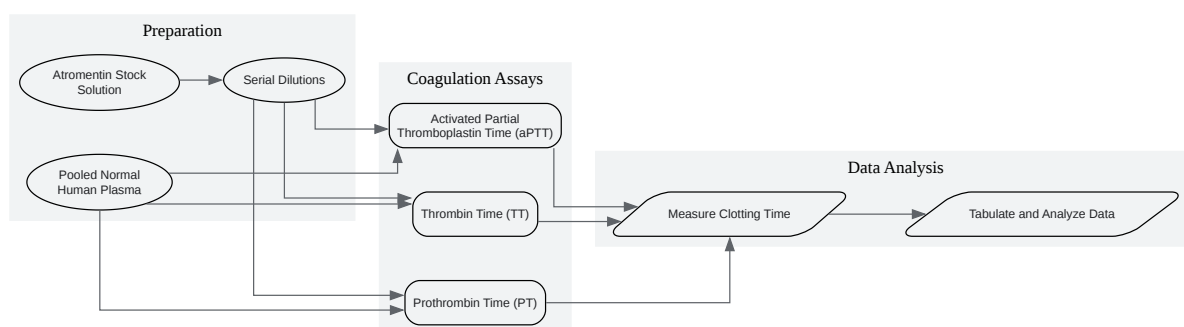 Preparation
Atromentin Stock
Solution
Serial Dilutions
Pooled Normal
Human Plasma
Coagulation Assays
Activated Partial
Thromboplastin Time (aPTT)
Thrombin Time (TT)
Prothrombin Time (PT)
Data Analysis
Measure Clotting Time
Tabulate and Analyze Data